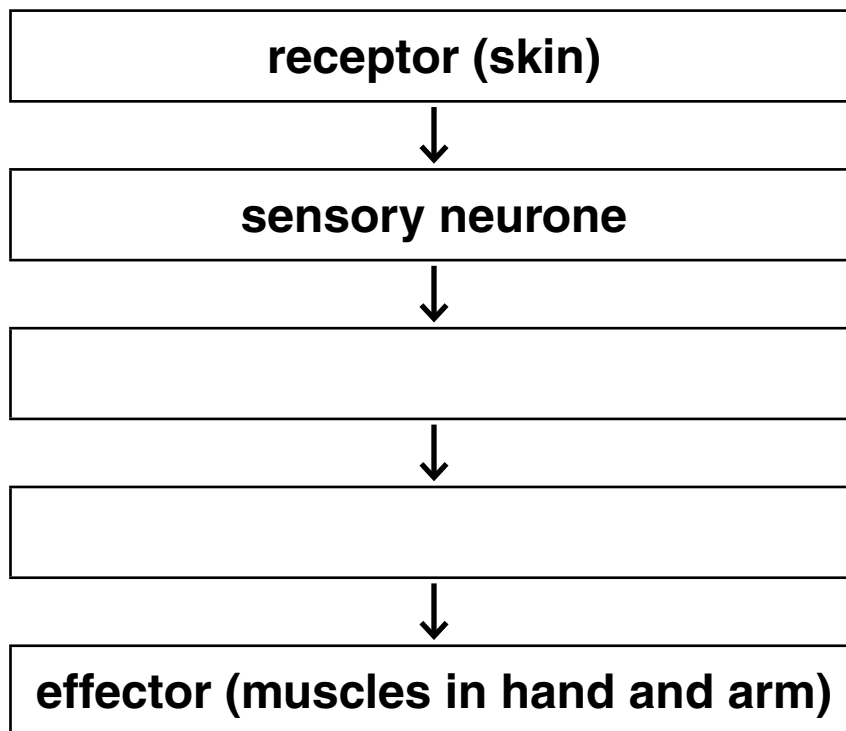 receptor (skin)
sensory neurone
effector (muscles in hand and arm)